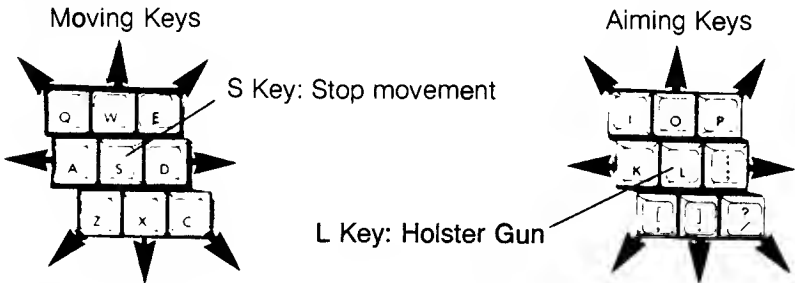 Moving Keys
Aiming Keys
S Key: Stop movement
Q W E
A S D
Z X C
I O P
K L
? /
L Key: Holster Gun